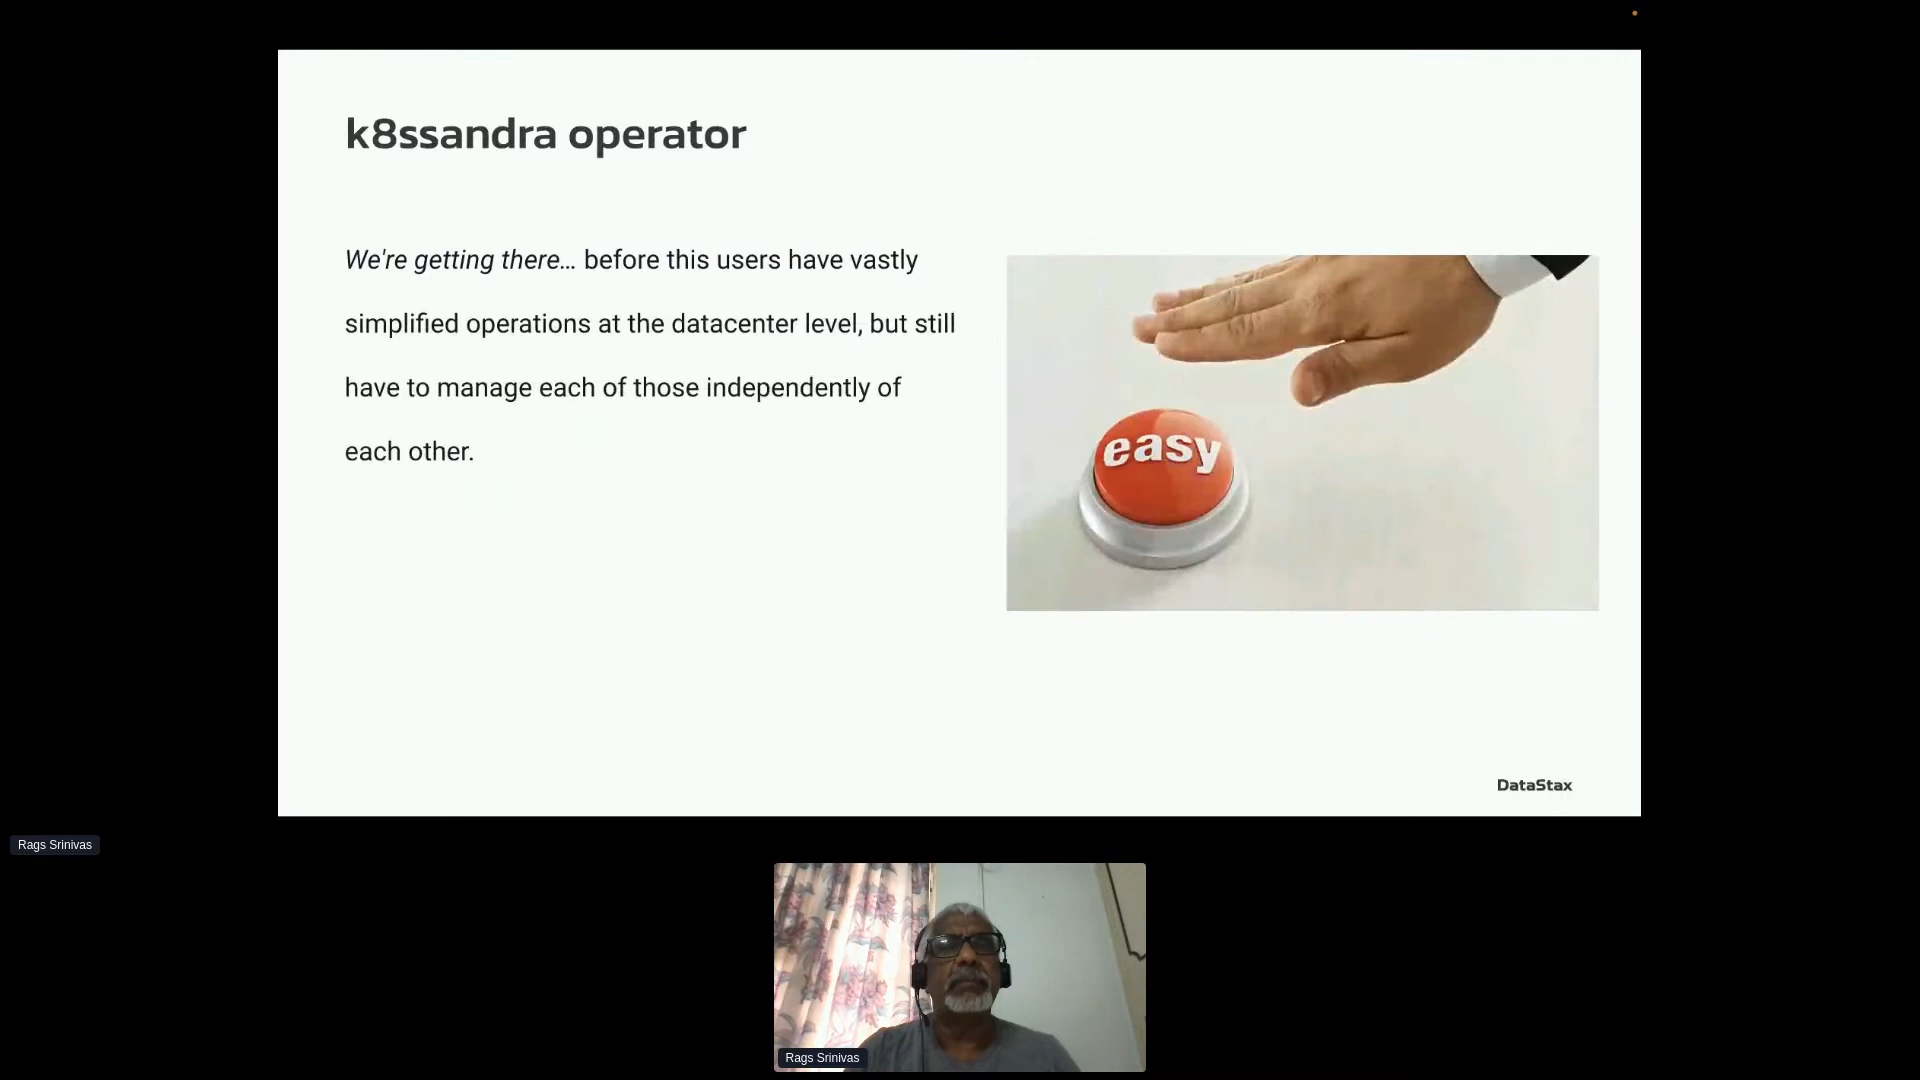 k8ssandra operator
We're getting there... before this users have vastly
simplified operations at the datacenter level, but still
have to manage each of those independently of
each other.
easy
DataStax
Rags Srinivas
Rags Srinivas